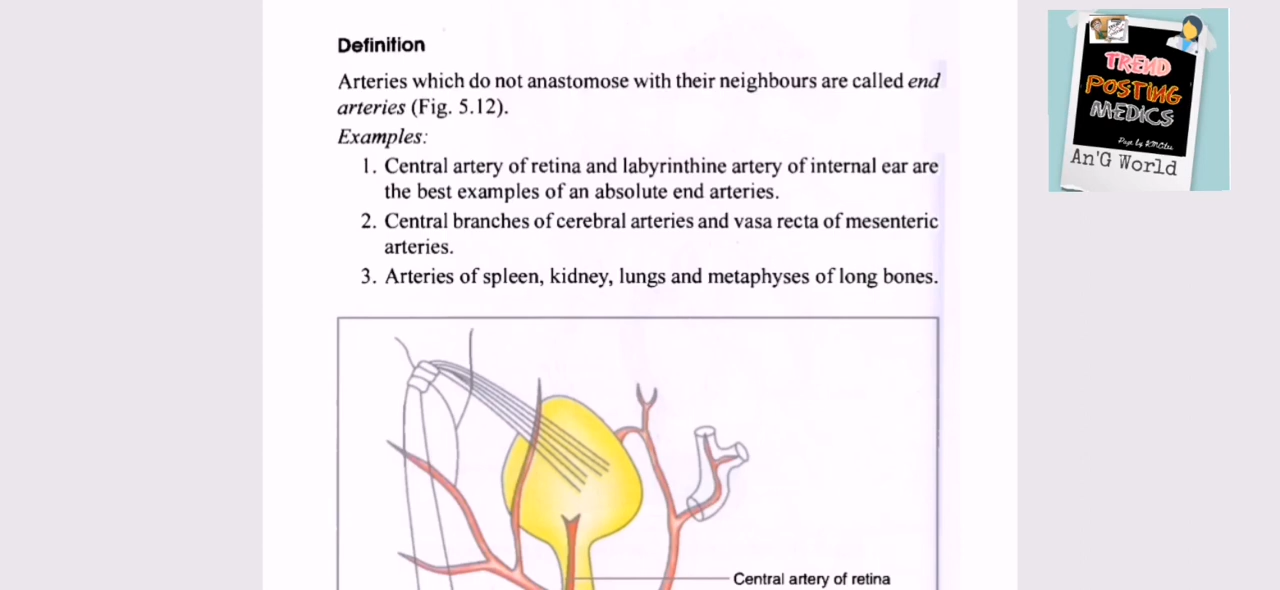 Definition
Arteries which do not anastomose with their neighbours are called end
arteries (Fig. 5.12).
Examples:
1. Central artery of retina and labyrinthine artery of internal ear are
the best examples of an absolute end arteries.
2. Central branches of cerebral arteries and vasa recta of mesenteric
arteries.
3. Arteries of spleen, kidney, lungs and metaphyses of long bones.
Central artery of retina
TREND
POSTING
MEDICS
An'G World